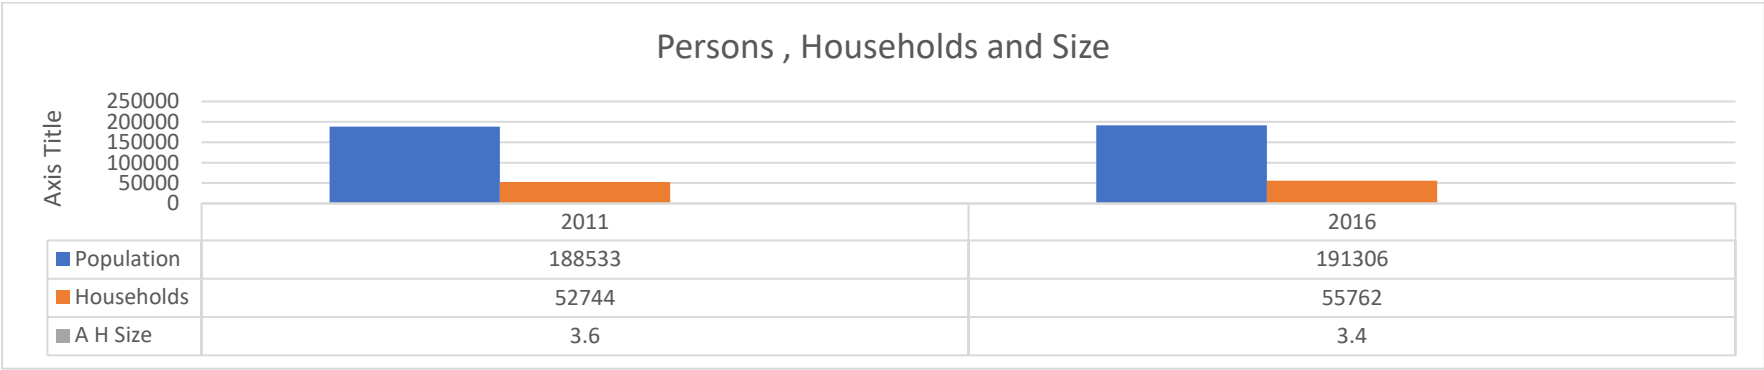 Persons , Households and Size
Axis Title
250000
200000
150000
100000
50000
0
2011 2016
Population 188533 191306
Households 52744 55762
A H Size 3.6 3.4